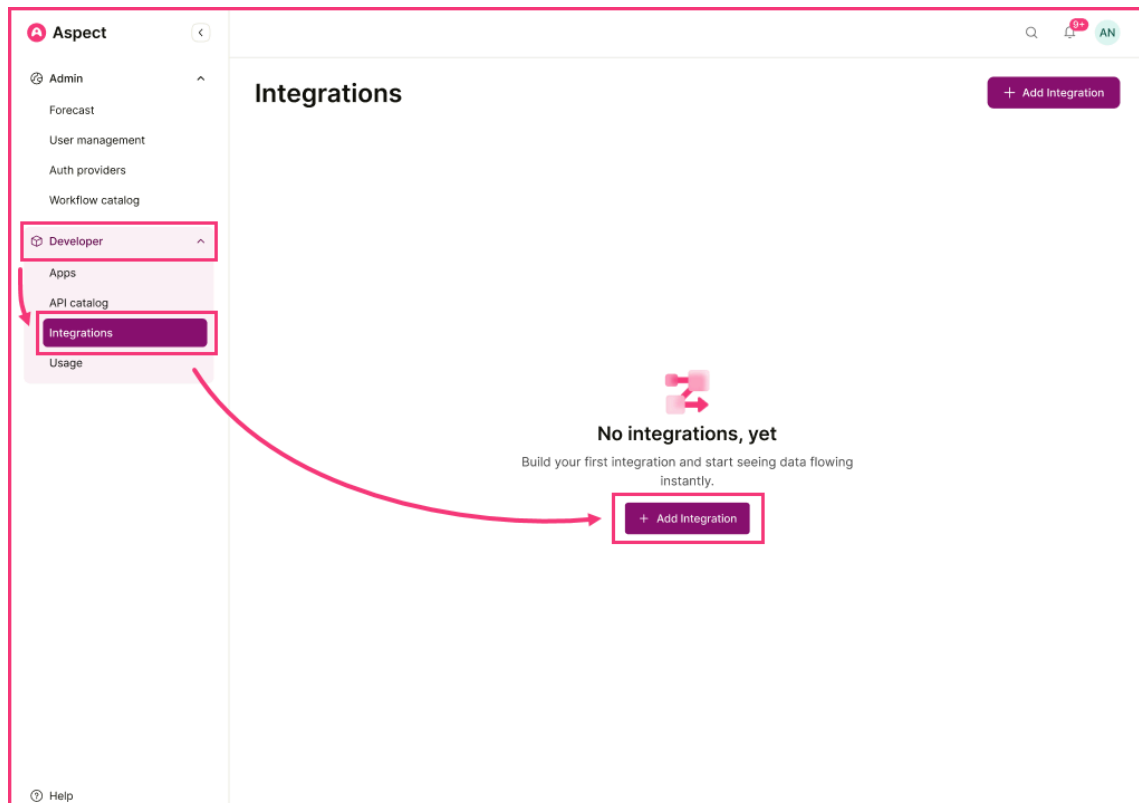 Aspect
9+
AN
Admin
Forecast
User management
Auth providers
Workflow catalog
Developer
Apps
API catalog
Integrations
Usage
Help
Integrations
+ Add Integration
No integrations, yet
Build your first integration and start seeing data flowing
instantly.
+ Add Integration